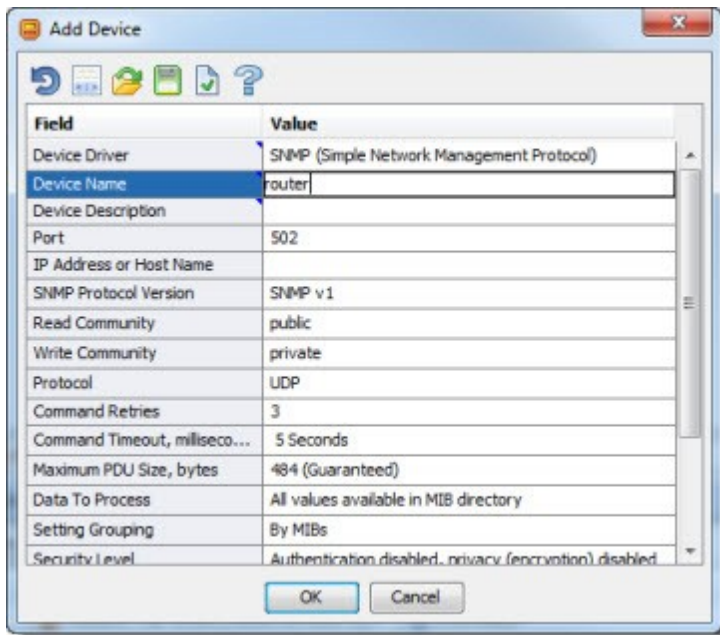 Add Device
Field Value
Device Driver SNMP (Simple Network Management Protocol)
Device Name router
Device Description
Port 502
IP Address or Host Name
SNMP Protocol Version SNMP v1
Read Community public
Write Community private
Protocol UDP
Command Retries 3
Command Timeout, milliseco... 5 Seconds
Maximum PDU Size, bytes 484 (Guaranteed)
Data To Process All values available in MIB directory
Setting Grouping By MIBs
Security Level Authentication disabled, privacy (encryption) disabled
OK Cancel